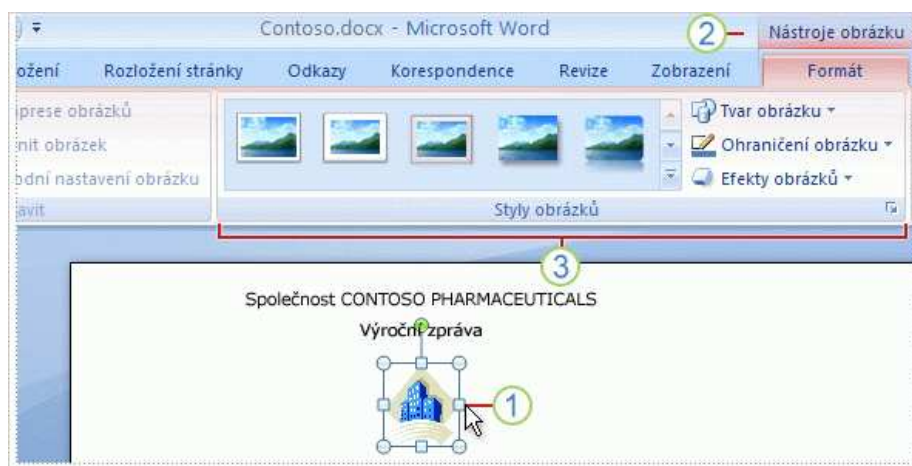 Contoso.docx - Microsoft Word
2
Nástroje obrázku
ožení Rozložení stránky Odkazy Korespondence Revize Zobrazení Formát
prese obrázků
nit obrázek
odní nastavení obrázku
avit
Tvar obrázku
Ohraničení obrázku
Efekty obrázků
Styly obrázků
3
Společnost CONTOSO PHARMACEUTICALS
Výroční zpráva
1